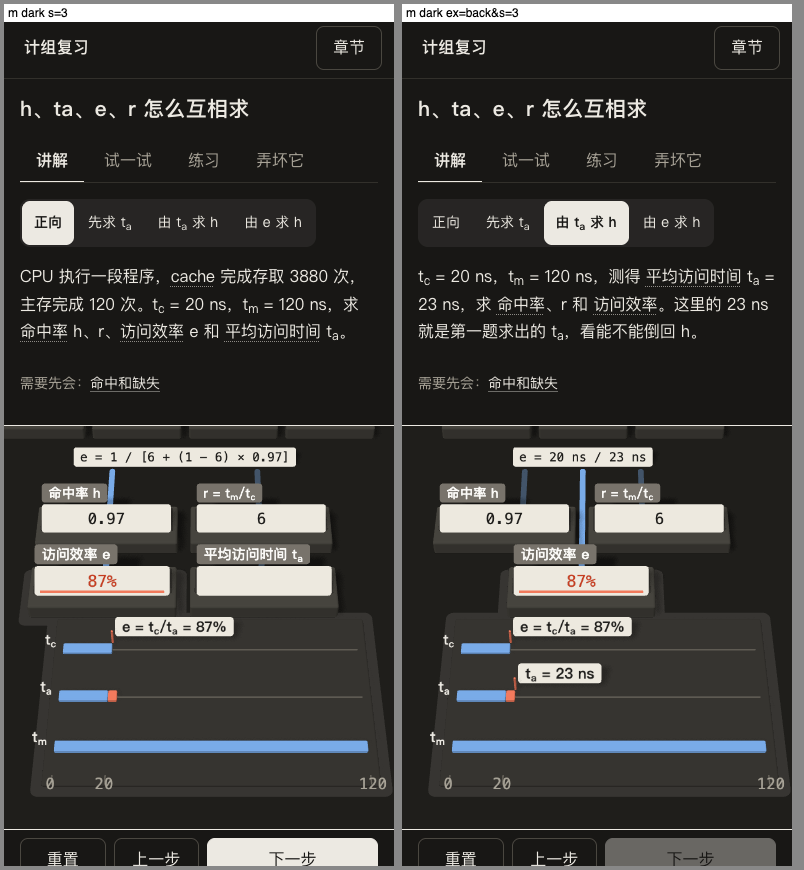 m dark s=3
计组复习
章节
h、ta、e、r 怎么互相求
讲解 试一试 练习 弄坏它
正向 先求 ta 由 ta 求 h 由 e 求 h
CPU 执行一段程序，cache 完成存取 3880 次，
主存完成 120 次。tc = 20 ns，tm = 120 ns，求
命中率 h、r、访问效率 e 和 平均访问时间 ta。
需要先会： 命中和缺失
e = 1 / [6 + (1 − 6) × 0.97]
命中率 h
r = tm/tc
0.97
6
访问效率 e
平均访问时间 ta
87%
e = tc/ta = 87%
tc
ta
tm
0 20 120
重置 上一步 下一步
m dark ex=back&s=3
计组复习
章节
h、ta、e、r 怎么互相求
讲解 试一试 练习 弄坏它
正向 先求 ta 由 ta 求 h 由 e 求 h
tc = 20 ns，tm = 120 ns，测得 平均访问时间 ta =
23 ns，求 命中率、r 和 访问效率。这里的 23 ns
就是第一题求出的 ta，看能不能倒回 h。
需要先会： 命中和缺失
e = 20 ns / 23 ns
命中率 h
r = tm/tc
0.97
6
访问效率 e
87%
e = tc/ta = 87%
tc
ta = 23 ns
ta
tm
0 20 120
重置 上一步 下一步